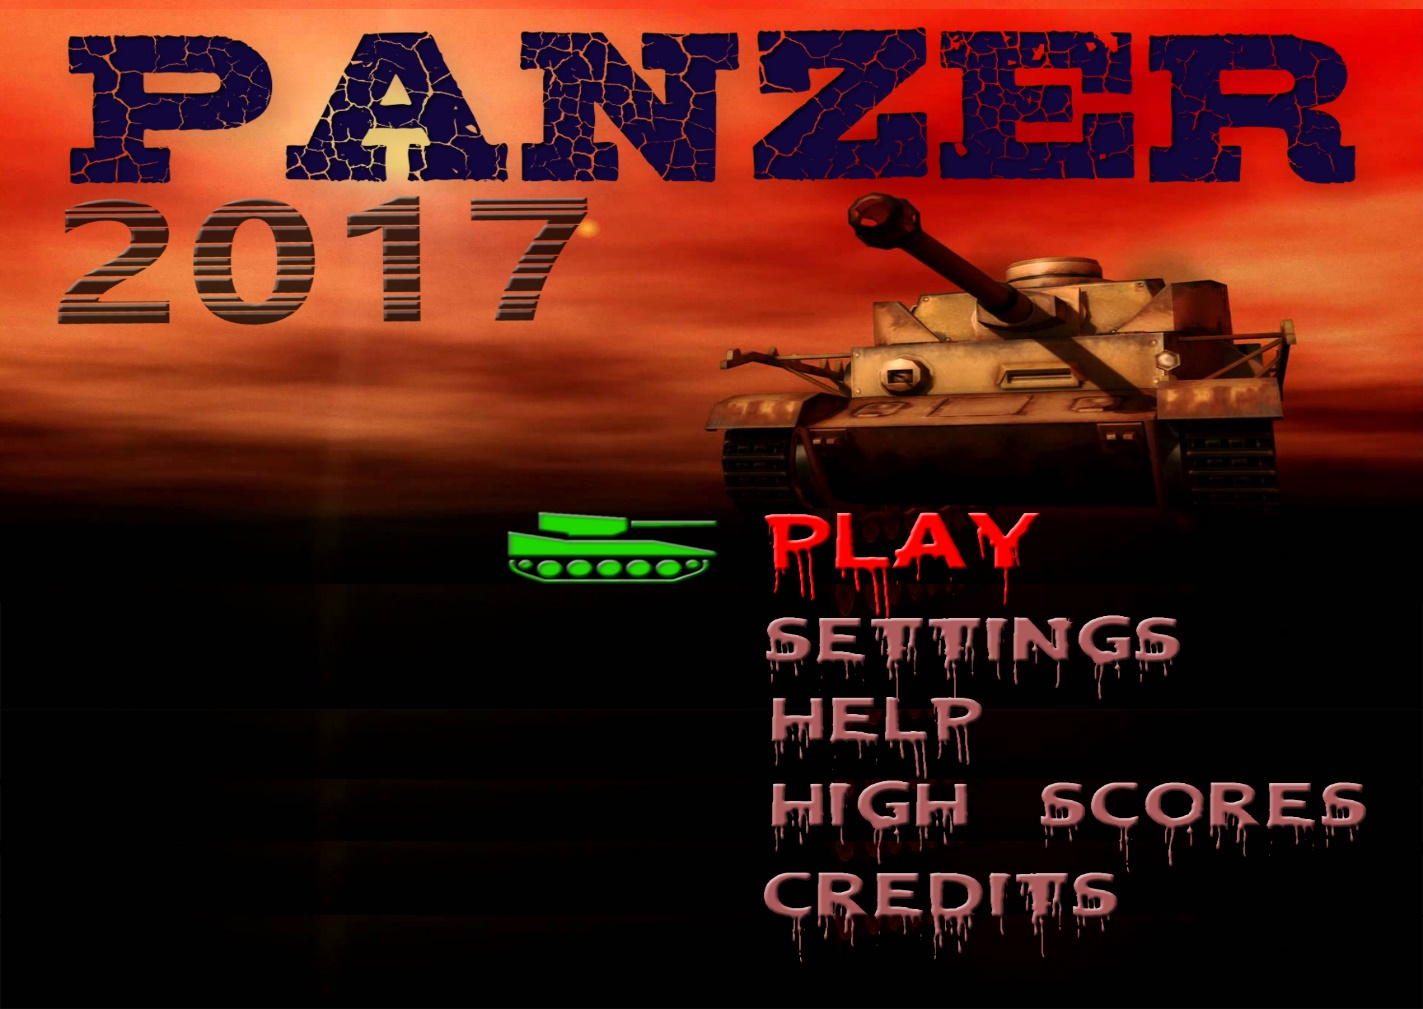 PANZER
2017
PLAY
SETTINGS
HELP
HIGH SCORES
CREDITS